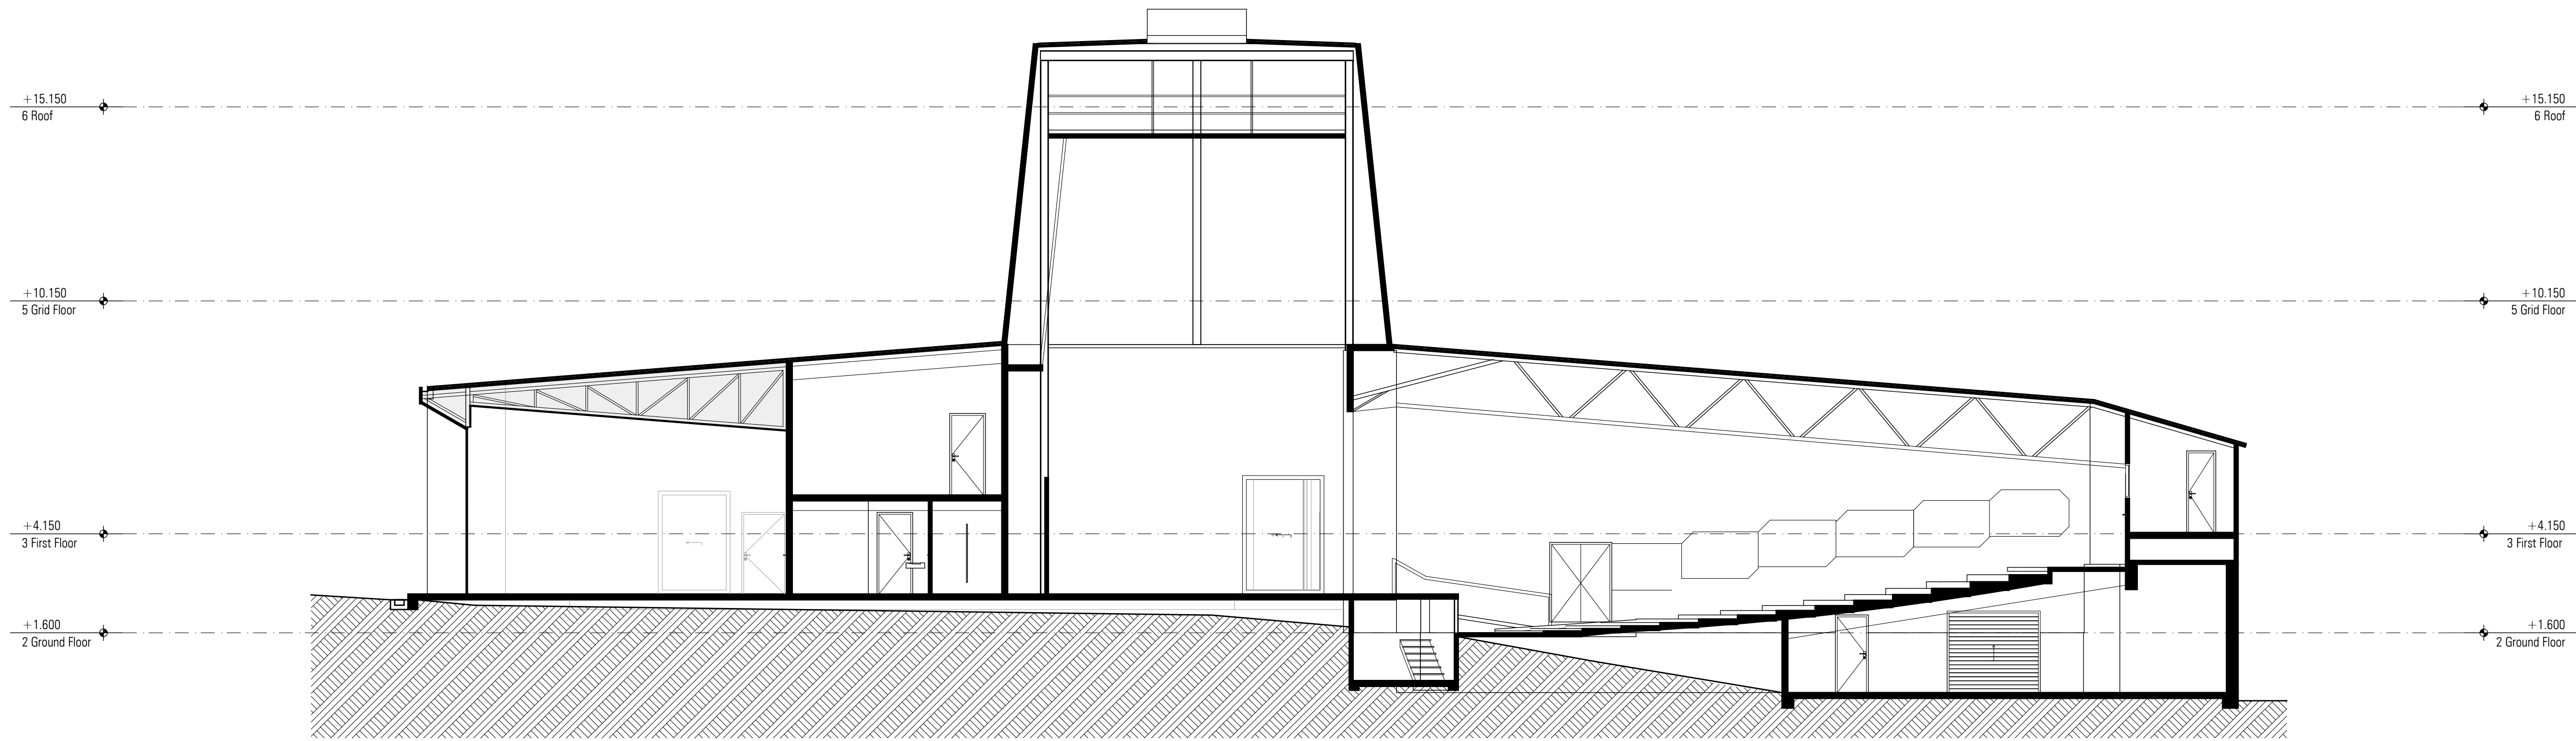 +15.150
6 Roof
+15.150
6 Roof
+10.150
5 Grid Floor
+10.150
5 Grid Floor
+4.150
3 First Floor
+4.150
3 First Floor
+1.600
2 Ground Floor
+1.600
2 Ground Floor